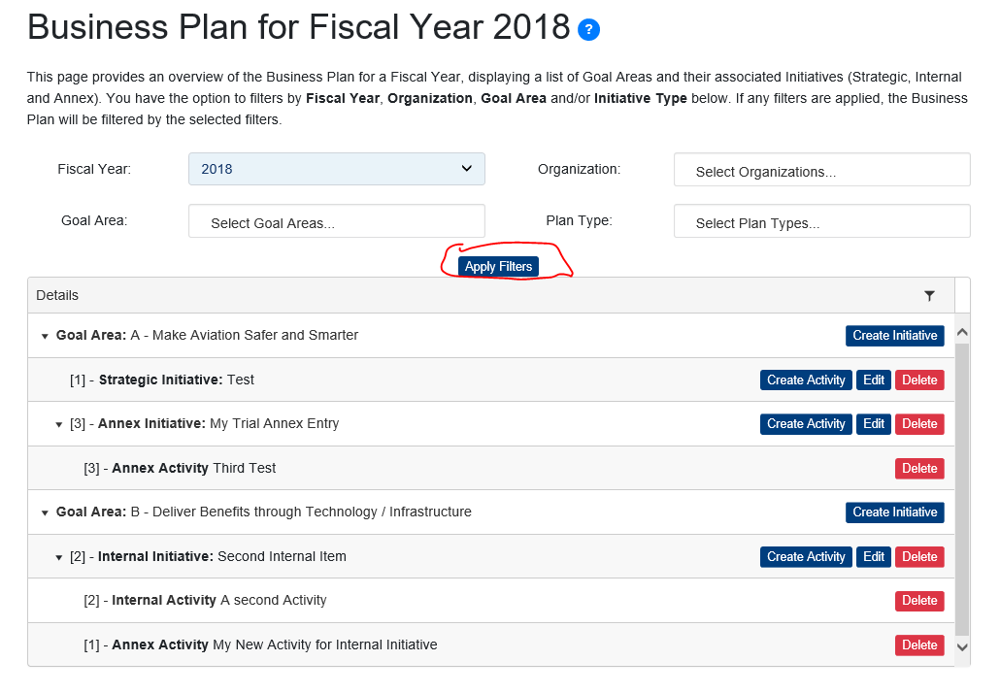 Business Plan for Fiscal Year 2018 ?
This page provides an overview of the Business Plan for a Fiscal Year, displaying a list of Goal Areas and their associated Initiatives (Strategic, Internal
and Annex). You have the option to filters by Fiscal Year, Organization, Goal Area and/or Initiative Type below. If any filters are applied, the Business
Plan will be filtered by the selected filters.
Fiscal Year: 2018 Organization: Select Organizations...
Goal Area: Select Goal Areas... Plan Type: Select Plan Types...
Apply Filters
Details
Goal Area: A - Make Aviation Safer and Smarter Create Initiative
[1] - Strategic Initiative: Test Create Activity Edit Delete
[3] - Annex Initiative: My Trial Annex Entry Create Activity Edit Delete
[3] - Annex Activity Third Test Delete
Goal Area: B - Deliver Benefits through Technology / Infrastructure Create Initiative
[2] - Internal Initiative: Second Internal Item Create Activity Edit Delete
[2] - Internal Activity A second Activity Delete
[1] - Annex Activity My New Activity for Internal Initiative Delete